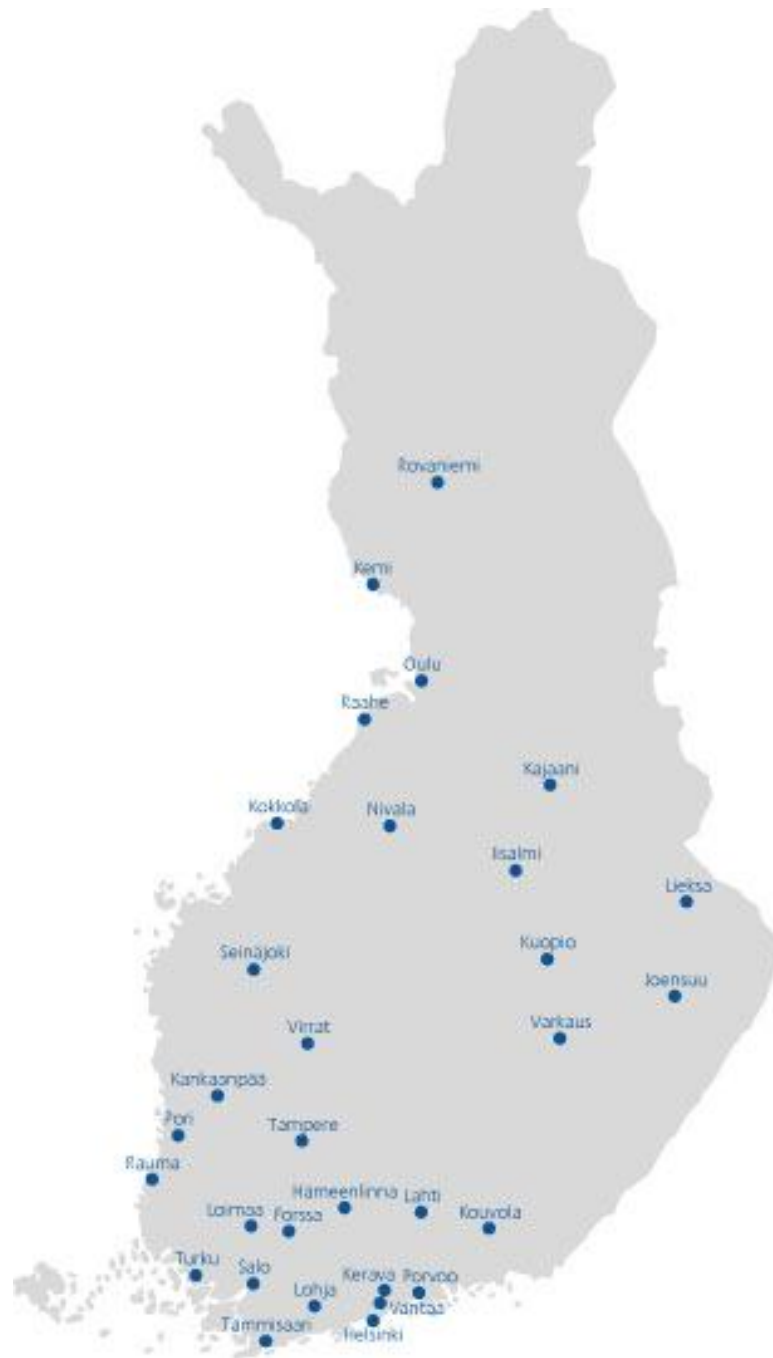 Rovaniemi
Kemi
Oulu
Raahe
Kajaani
Kokkola
Nivala
Iisalmi
Lieksa
Kuopio
Seinäjoki
Joensuu
Varkaus
Virrat
Kankaanpää
Pori
Tampere
Rauma
Hämeenlinna
Lahti
Loimaa
Forssa
Kouvola
Turku
Salo
Kerava
Porvoo
Lohja
Vantaa
Tammisaari
Helsinki